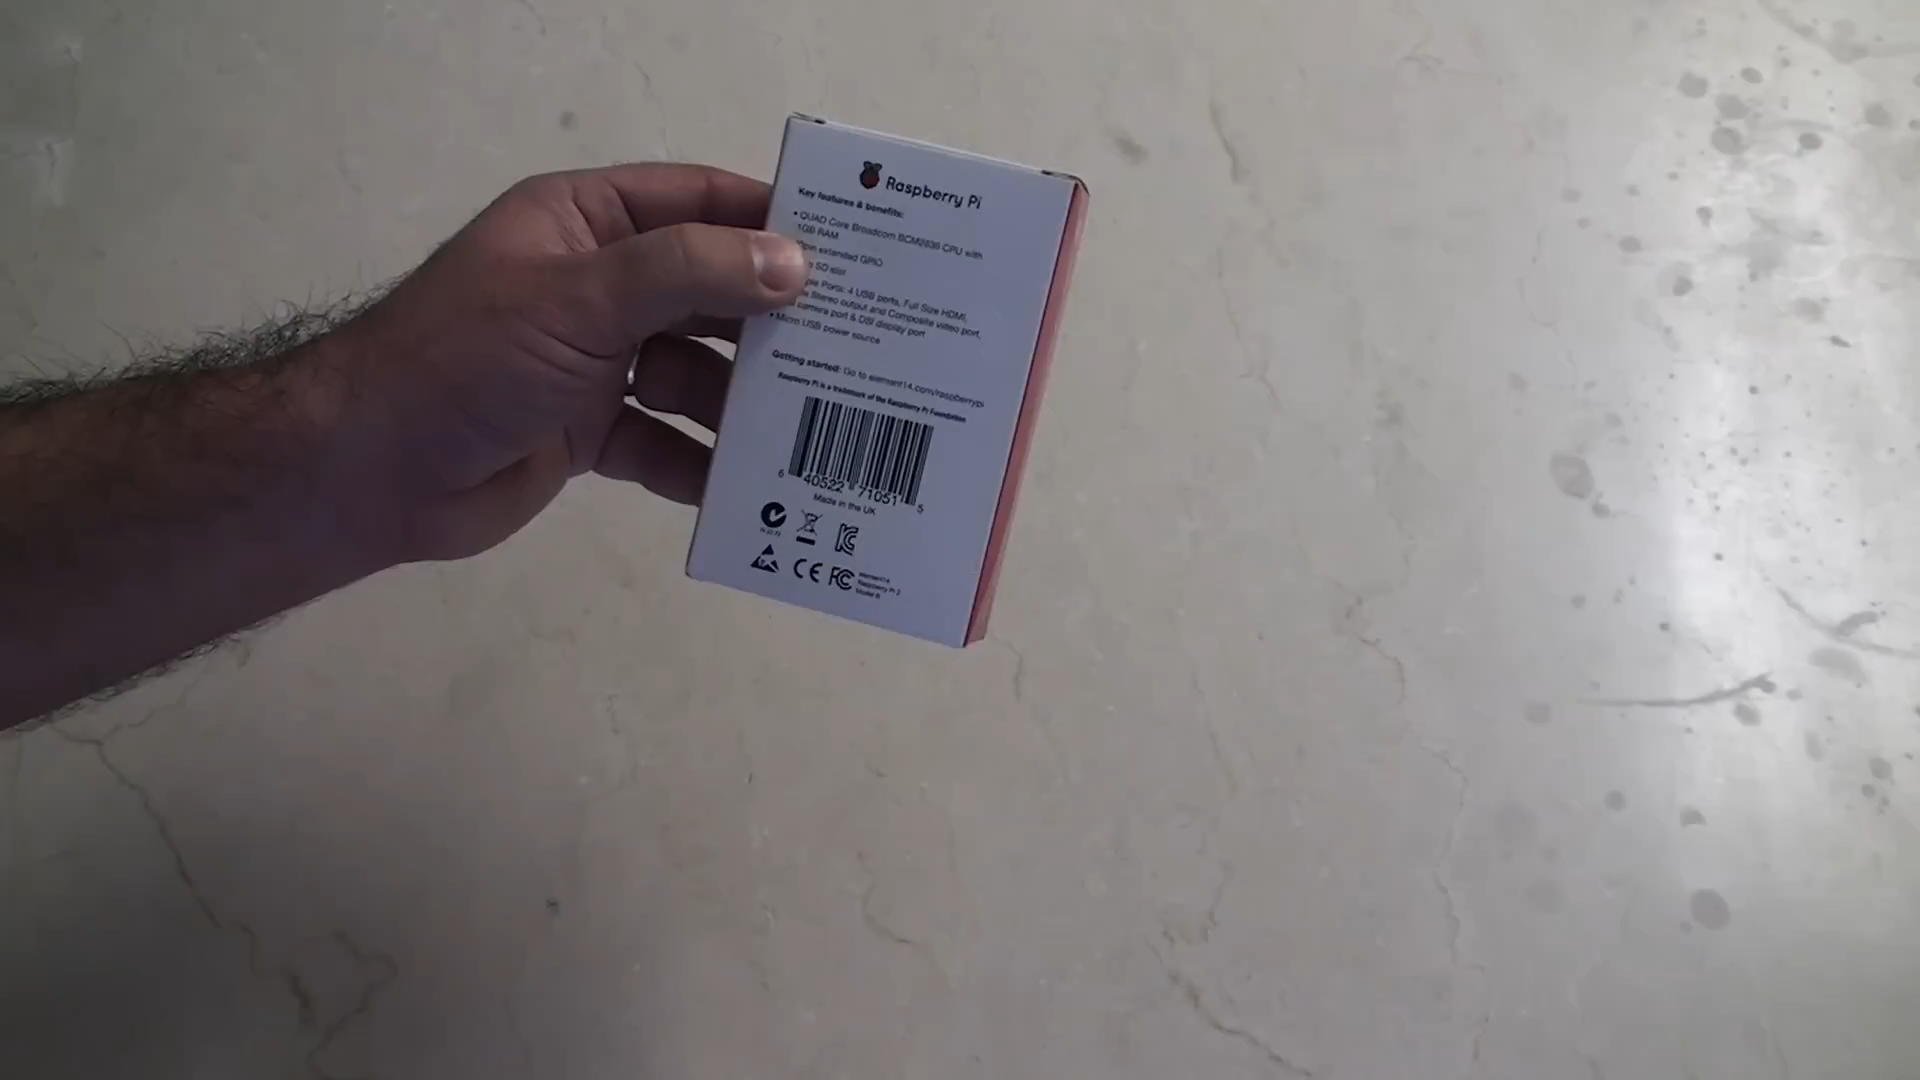 Raspberry Pi
Key features & benefits:
• QUAD Core Broadcom BCM2836 CPU with
1GB RAM
pin extended GPIO
SD slot
Ports: 4 USB ports, Full Size HDMI,
Stereo output and Composite video port,
camera port & DSI display port
• Micro USB power source
Getting started: Go to element14.com/raspberrypi
Raspberry Pi is a trademark of the Raspberry Pi Foundation
6 40522 71051 5
Made in the UK
CE FC element14
Raspberry Pi 2
Model B